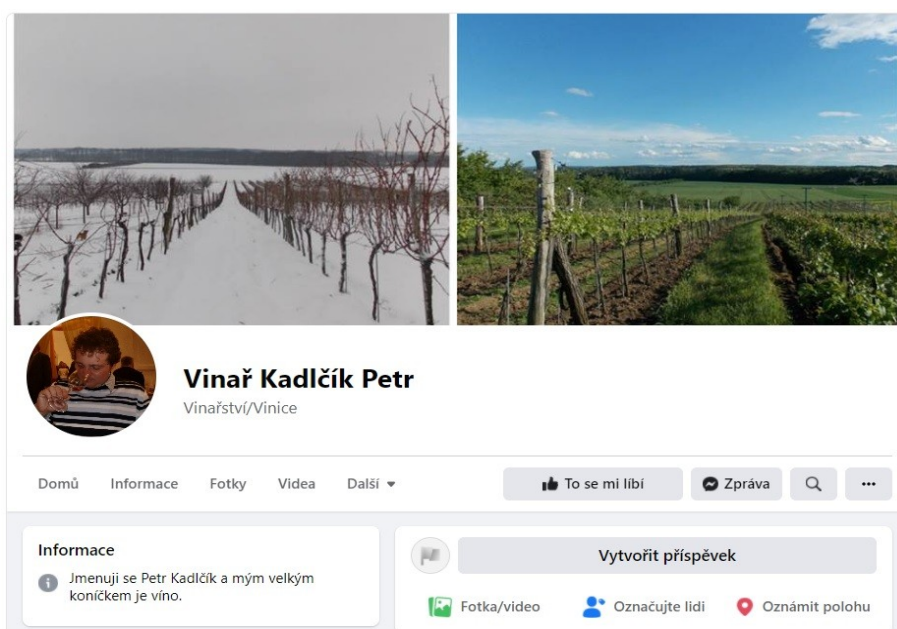 Vinař Kadlčík Petr
Vinařství/Vinice
Domů Informace Fotky Videa Další To se mi líbí Zpráva
Informace
Jmenuji se Petr Kadlčík a mým velkým
koníčkem je víno.
Vytvořit příspěvek
Fotka/video Označujte lidi Oznámit polohu